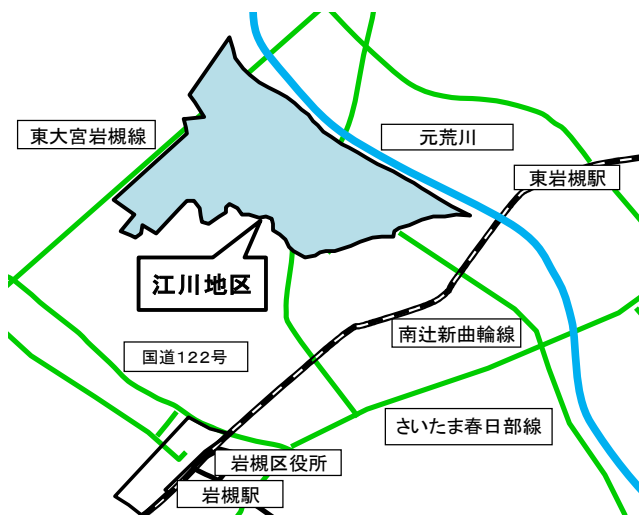 東大宮岩槻線
元荒川
東岩槻駅
江川地区
南辻新曲輪線
国道122号
さいたま春日部線
岩槻区役所
岩槻駅